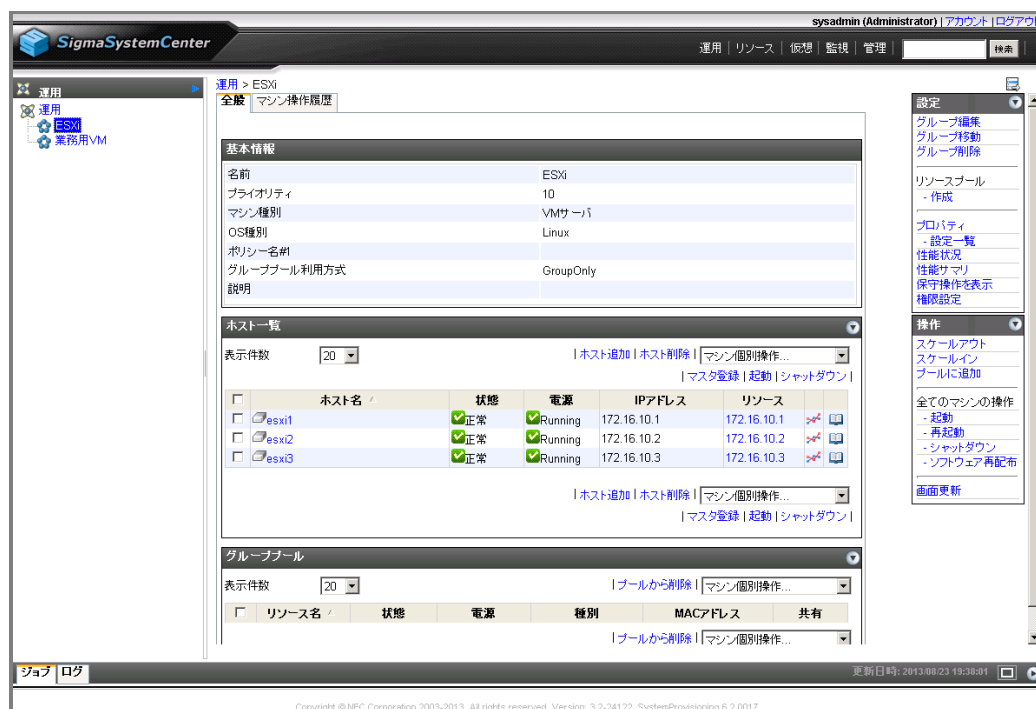 sysadmin (Administrator) | アカウント | ログアウト
SigmaSystemCenter
運用 | リソース | 仮想 | 監視 | 管理 | 検索
運用
運用
ESXi
業務用VM
運用 > ESXi
全般 マシン操作履歴
基本情報
名前 ESXi
プライオリティ 10
マシン種別 VMサーバ
OS種別 Linux
ポリシー名#1
グループプール利用方式 GroupOnly
説明
ホスト一覧
表示件数 20 | ホスト追加 | ホスト削除 | マシン個別操作...
| マスタ登録 | 起動 | シャットダウン |
ホスト名 状態 電源 IPアドレス リソース
esxi1 正常 Running 172.16.10.1 172.16.10.1
esxi2 正常 Running 172.16.10.2 172.16.10.2
esxi3 正常 Running 172.16.10.3 172.16.10.3
| ホスト追加 | ホスト削除 | マシン個別操作...
| マスタ登録 | 起動 | シャットダウン |
グループプール
表示件数 20 | プールから削除 | マシン個別操作...
リソース名 状態 電源 種別 MACアドレス 共有
| プールから削除 | マシン個別操作...
設定
グループ編集
グループ移動
グループ削除
リソースプール
- 作成
プロパティ
- 設定一覧
性能状況
性能サマリ
保守操作を表示
権限設定
操作
スケールアウト
スケールイン
プールに追加
全てのマシンの操作
- 起動
- 再起動
- シャットダウン
- ソフトウェア再配布
画面更新
ジョブ ログ
更新日時: 2013/08/23 19:38:01
Copyright © NEC Corporation 2003-2013. All rights reserved. Version: 3.2-24122, SystemProvisioning 6.2.0017